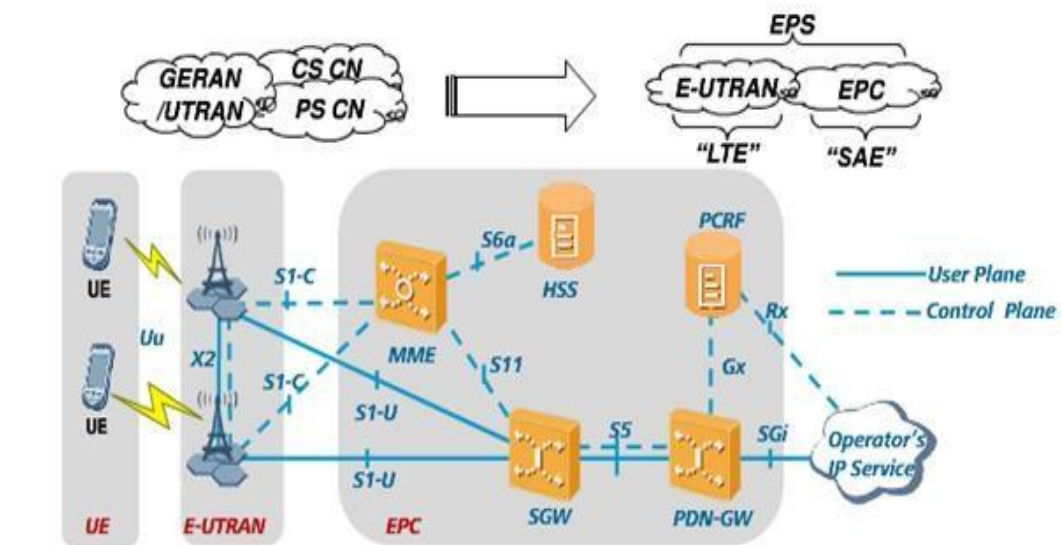 EPS
GERAN
/UTRAN
CS CN
PS CN
E-UTRAN
EPC
"LTE"
"SAE"
UE
Uu
UE
X2
S1-C
S1-C
S1-U
S1-U
MME
S6a
HSS
S11
SGW
S5
PCRF
Gx
Rx
PDN-GW
SGi
Operator's
IP Service
User Plane
Control Plane
UE
E-UTRAN
EPC